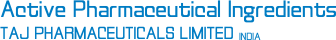 Active Pharmaceutical Ingredients
TAJ PHARMACEUTICALS LIMITED INDIA